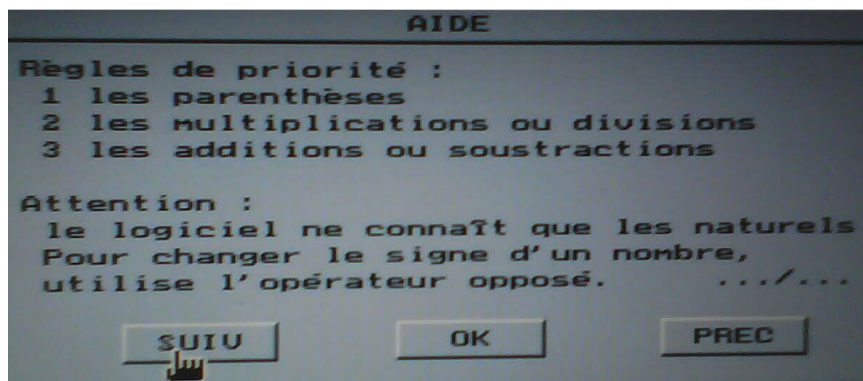 AIDE
Règles de priorité :
1 les parenthèses
2 les multiplications ou divisions
3 les additions ou soustractions
Attention :
le logiciel ne connaît que les naturels
Pour changer le signe d'un nombre,
utilise l'opérateur opposé. .../...
SUIV OK PREC